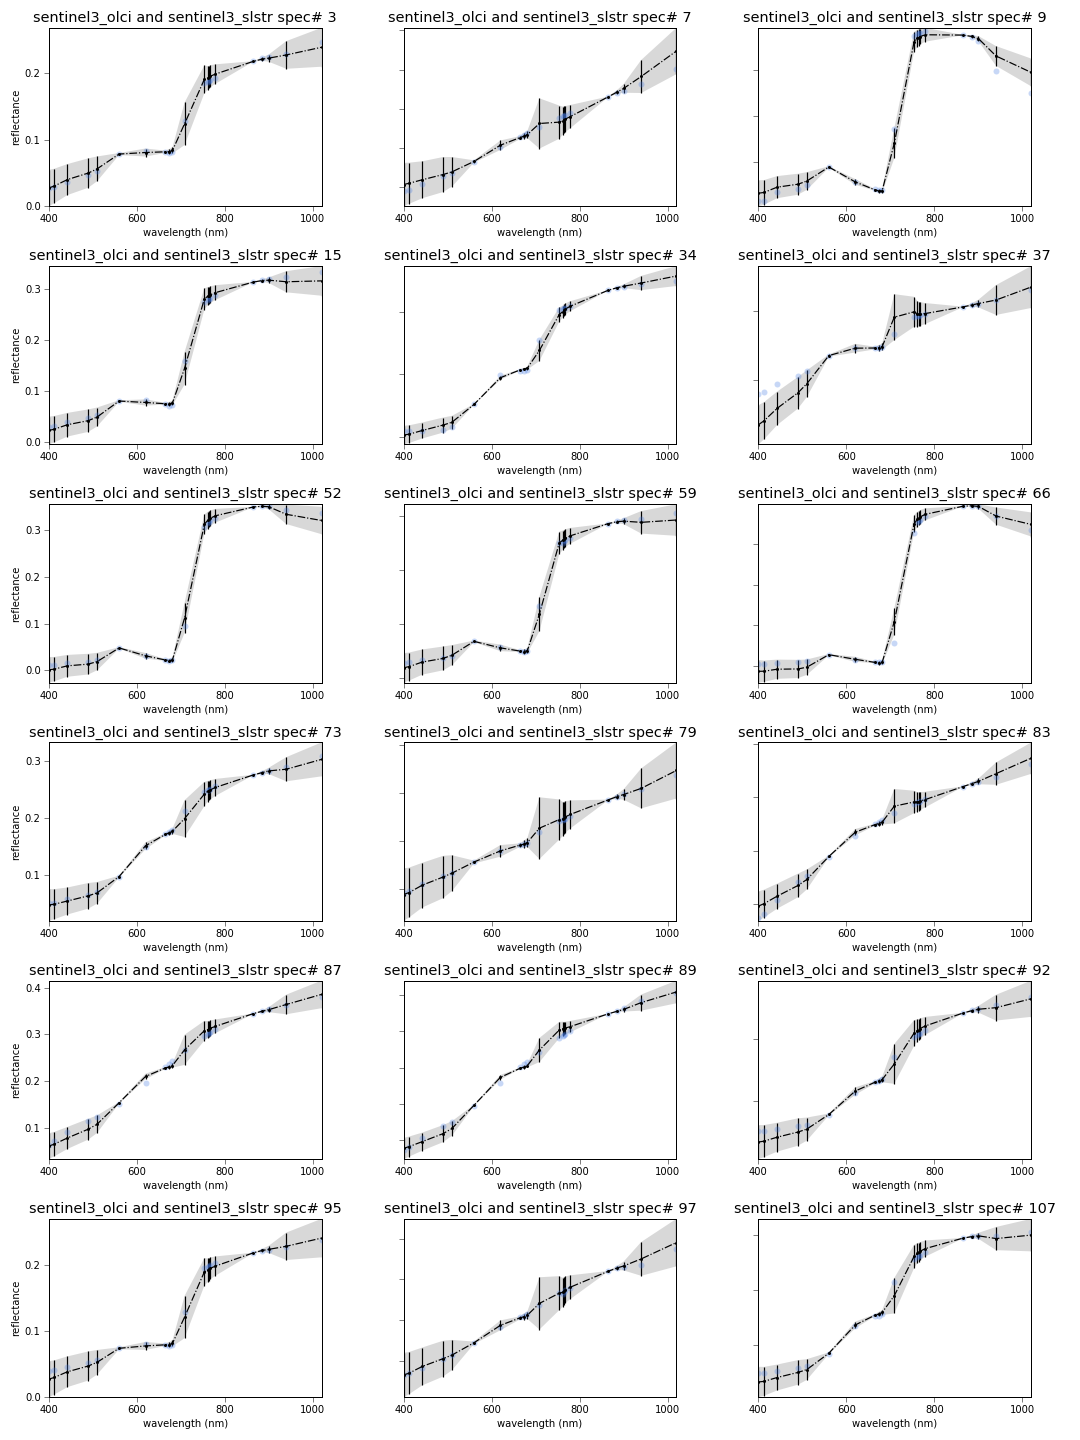 sentinel3_olci and sentinel3_slstr spec# 3
sentinel3_olci and sentinel3_slstr spec# 7
sentinel3_olci and sentinel3_slstr spec# 9
reflectance
0.2
0.1
0.0
400 600 800 1000
400 600 800 1000
400 600 800 1000
wavelength (nm)
wavelength (nm)
wavelength (nm)
sentinel3_olci and sentinel3_slstr spec# 15
sentinel3_olci and sentinel3_slstr spec# 34
sentinel3_olci and sentinel3_slstr spec# 37
reflectance
0.3
0.2
0.1
0.0
400 600 800 1000
400 600 800 1000
400 600 800 1000
wavelength (nm)
wavelength (nm)
wavelength (nm)
sentinel3_olci and sentinel3_slstr spec# 52
sentinel3_olci and sentinel3_slstr spec# 59
sentinel3_olci and sentinel3_slstr spec# 66
reflectance
0.3
0.2
0.1
0.0
400 600 800 1000
400 600 800 1000
400 600 800 1000
wavelength (nm)
wavelength (nm)
wavelength (nm)
sentinel3_olci and sentinel3_slstr spec# 73
sentinel3_olci and sentinel3_slstr spec# 79
sentinel3_olci and sentinel3_slstr spec# 83
reflectance
0.3
0.2
0.1
400 600 800 1000
400 600 800 1000
400 600 800 1000
wavelength (nm)
wavelength (nm)
wavelength (nm)
sentinel3_olci and sentinel3_slstr spec# 87
sentinel3_olci and sentinel3_slstr spec# 89
sentinel3_olci and sentinel3_slstr spec# 92
reflectance
0.4
0.3
0.2
0.1
400 600 800 1000
400 600 800 1000
400 600 800 1000
wavelength (nm)
wavelength (nm)
wavelength (nm)
sentinel3_olci and sentinel3_slstr spec# 95
sentinel3_olci and sentinel3_slstr spec# 97
sentinel3_olci and sentinel3_slstr spec# 107
reflectance
0.2
0.1
0.0
400 600 800 1000
400 600 800 1000
400 600 800 1000
wavelength (nm)
wavelength (nm)
wavelength (nm)